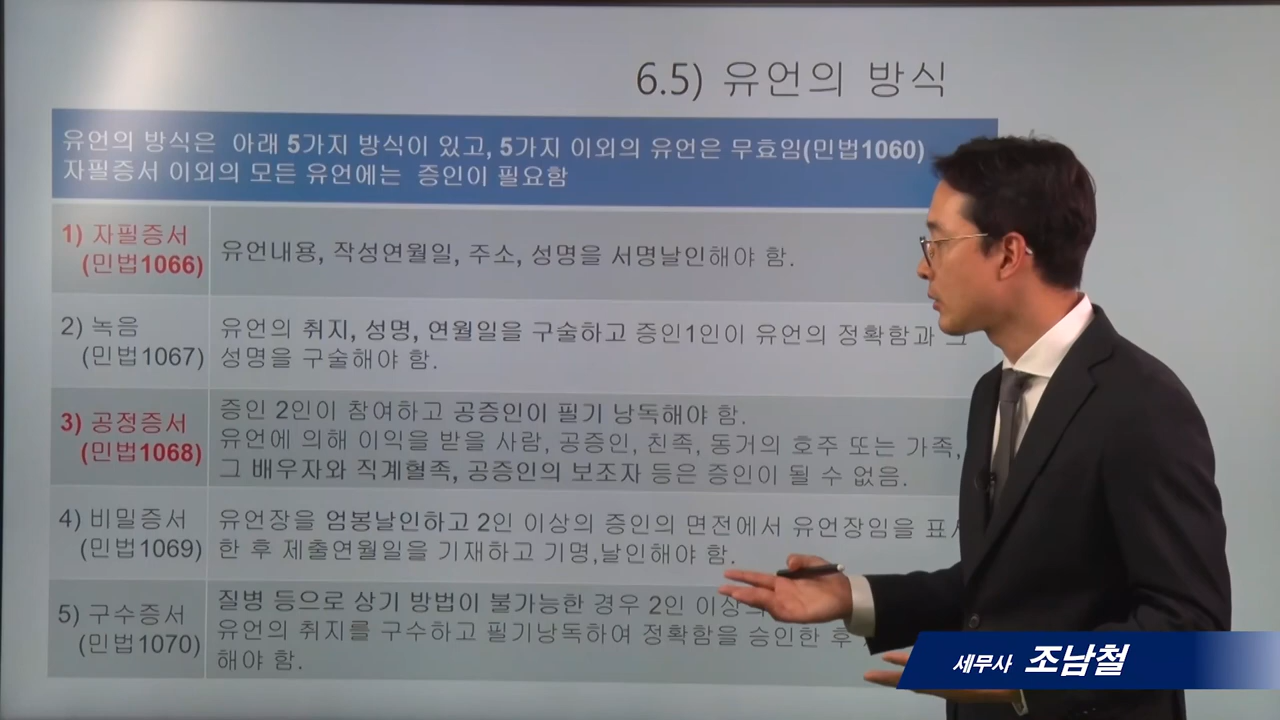 6.5) 유언의 방식
유언의 방식은 아래 5가지 방식이 있고, 5가지 이외의 유언은 무효임(민법1060)
자필증서 이외의 모든 유언에는 증인이 필요함
1) 자필증서
(민법1066)
유언내용, 작성연월일, 주소, 성명을 서명날인해야 함.
2) 녹음
(민법1067)
유언의 취지, 성명, 연월일을 구술하고 증인1인이 유언의 정확함과 그
성명을 구술해야 함.
3) 공정증서
(민법1068)
증인 2인이 참여하고 공증인이 필기 낭독해야 함.
유언에 의해 이익을 받을 사람, 공증인, 친족, 동거의 호주 또는 가족,
그 배우자와 직계혈족, 공증인의 보조자 등은 증인이 될 수 없음.
4) 비밀증서
(민법1069)
유언장을 엄봉날인하고 2인 이상의 증인의 면전에서 유언장임을 표시
한 후 제출연월일을 기재하고 기명,날인해야 함.
5) 구수증서
(민법1070)
질병 등으로 상기 방법이 불가능한 경우 2인 이상의
유언의 취지를 구수하고 필기낭독하여 정확함을 승인한 후
해야 함.
세무사 조남철